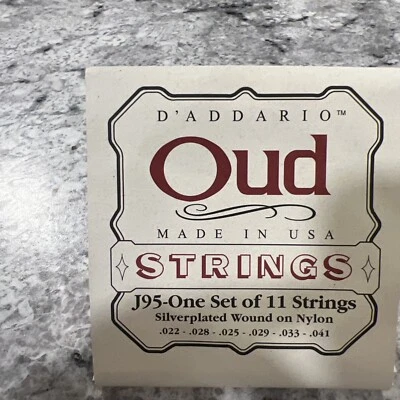 D'ADDARIO™
Oud
MADE IN USA
STRINGS
J95-One Set of 11 Strings
Silverplated Wound on Nylon
.022 - .028 - .025 - .029 - .033 - .041